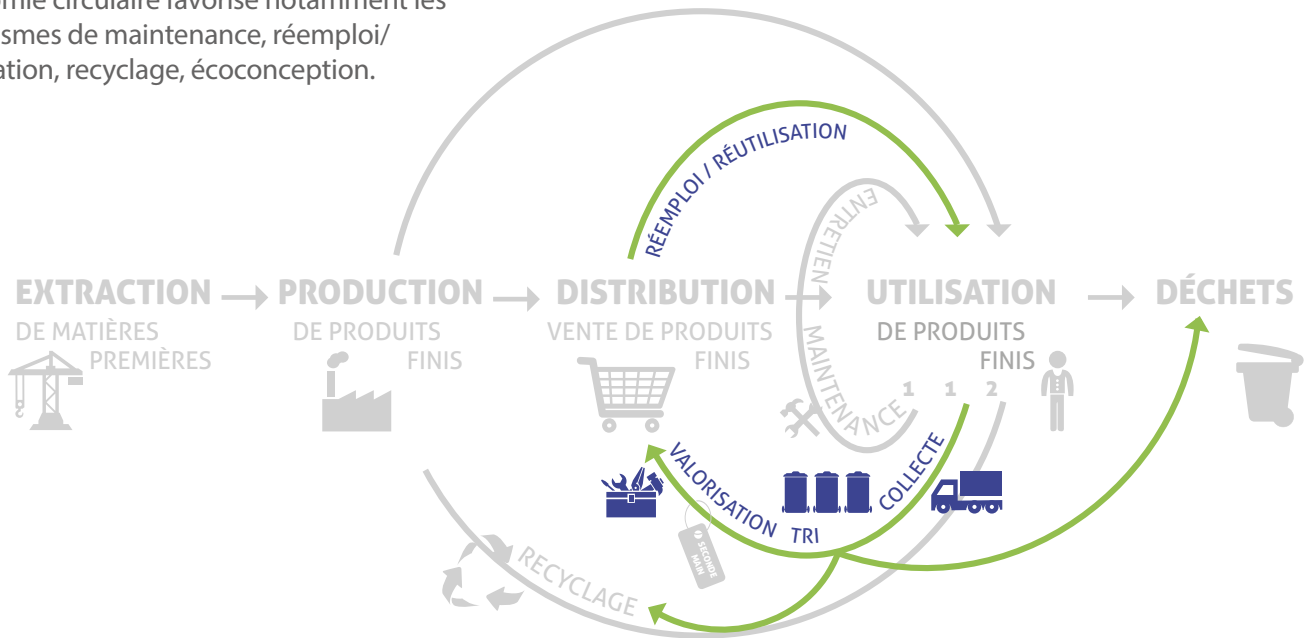 mie circulaire favorise notamment les
smes de maintenance, réemploi/
ation, recyclage, écoconception.
RÉEMPLOI / RÉUTILISATION
ENTRETIEN
EXTRACTION
DE MATIÈRES
PREMIÈRES
PRODUCTION
DE PRODUITS
FINIS
DISTRIBUTION
VENTE DE PRODUITS
FINIS
UTILISATION
DE PRODUITS
FINIS
DÉCHETS
MAINTENANCE
1 1 2
COLLECTE
VALORISATION
TRI
SECONDE
MAIN
RECYCLAGE